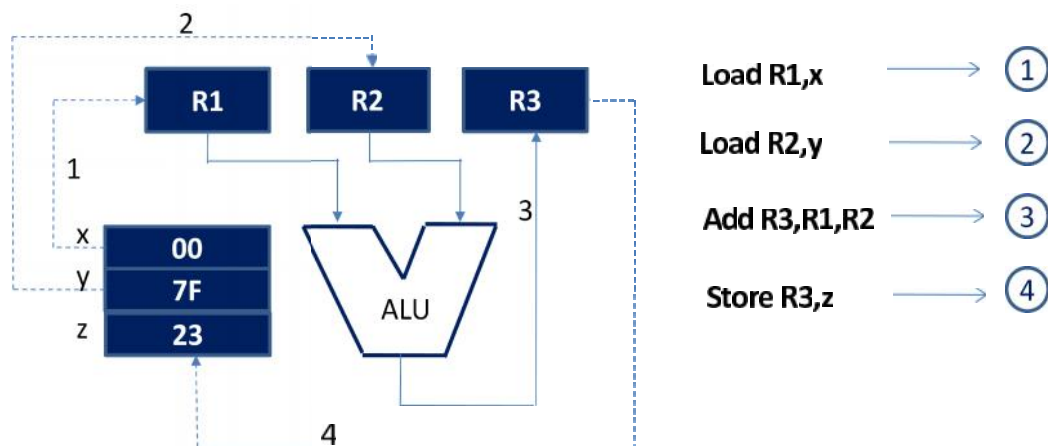 2
R1
R2
R3
1
3
x
00
y
7F
z
23
ALU
4
Load R1,x
1
Load R2,y
2
Add R3,R1,R2
3
Store R3,z
4